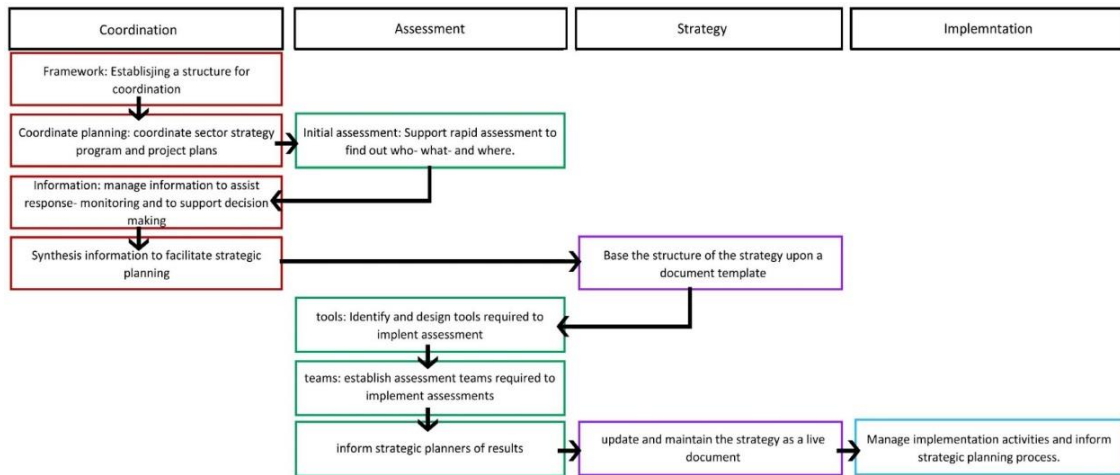 Coordination
Assessment
Strategy
Implemntation
Framework: Establisjing a structure for
coordination
Coordinate planning: coordinate sector strategy
program and project plans
Initial assessment: Support rapid assessment to
find out who- what- and where.
Information: manage information to assist
response- monitoring and to support decision
making
Synthesis information to facilitate strategic
planning
Base the structure of the strategy upon a
document template
tools: Identify and design tools required to
implent assessment
teams: establish assessment teams required to
implement assessments
inform strategic planners of results
update and maintain the strategy as a live
document
Manage implementation activities and inform
strategic planning process.